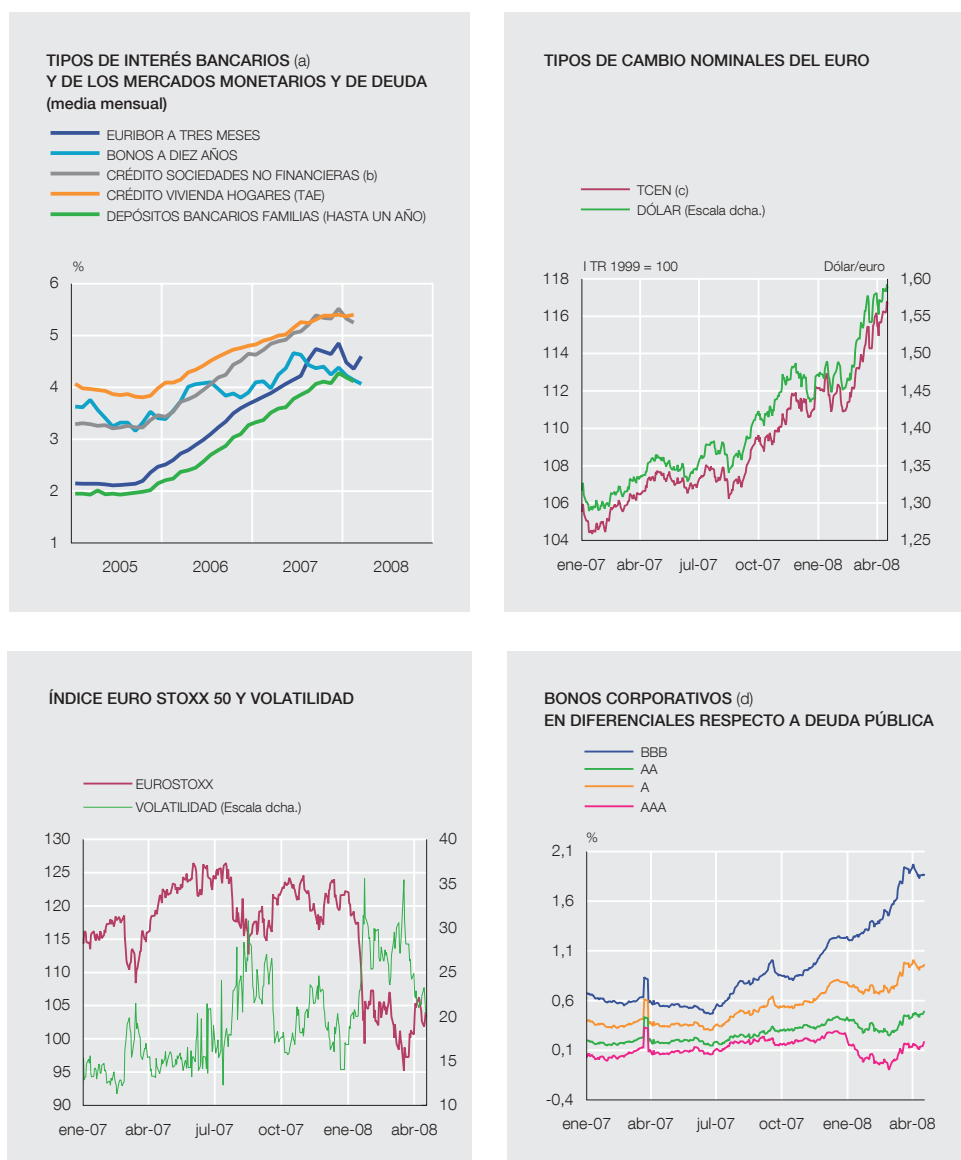 TIPOS DE INTERÉS BANCARIOS (a)
Y DE LOS MERCADOS MONETARIOS Y DE DEUDA
(media mensual)
EURIBOR A TRES MESES
BONOS A DIEZ AÑOS
CRÉDITO SOCIEDADES NO FINANCIERAS (b)
CRÉDITO VIVIENDA HOGARES (TAE)
DEPÓSITOS BANCARIOS FAMILIAS (HASTA UN AÑO)
%
6
5
4
3
2
1
2005 2006 2007 2008
TIPOS DE CAMBIO NOMINALES DEL EURO
TCEN (c)
DÓLAR (Escala dcha.)
I TR 1999 = 100 Dólar/euro
118 1,60
116 1,55
114 1,50
112 1,45
110 1,40
108 1,35
106 1,30
104 1,25
ene-07 abr-07 jul-07 oct-07 ene-08 abr-08
ÍNDICE EURO STOXX 50 Y VOLATILIDAD
EUROSTOXX
VOLATILIDAD (Escala dcha.)
130 40
125 35
120 30
115 25
110 20
105 15
100 10
95
90
ene-07 abr-07 jul-07 oct-07 ene-08 abr-08
BONOS CORPORATIVOS (d)
EN DIFERENCIALES RESPECTO A DEUDA PÚBLICA
BBB
AA
A
AAA
%
2,1
1,6
1,1
0,6
0,1
-0,4
ene-07 abr-07 jul-07 oct-07 ene-08 abr-08